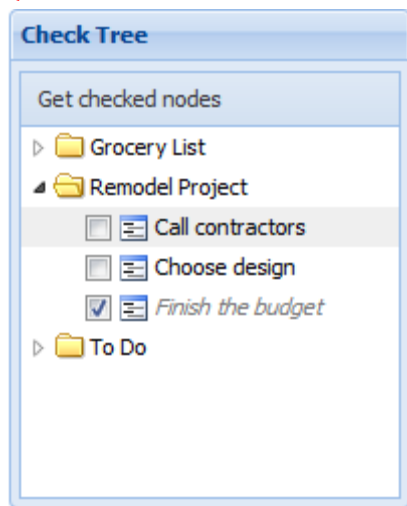 Check Tree
Get checked nodes
Grocery List
Remodel Project
Call contractors
Choose design
Finish the budget
To Do